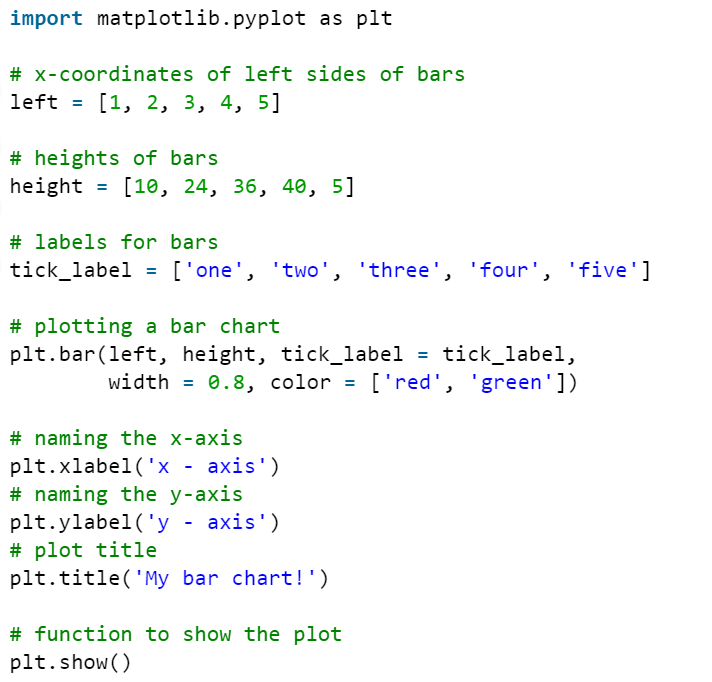 import matplotlib.pyplot as plt
# x-coordinates of left sides of bars
left = [1, 2, 3, 4, 5]
# heights of bars
height = [10, 24, 36, 40, 5]
# labels for bars
tick_label = ['one', 'two', 'three', 'four', 'five']
# plotting a bar chart
plt.bar(left, height, tick_label = tick_label,
        width = 0.8, color = ['red', 'green'])
# naming the x-axis
plt.xlabel('x - axis')
# naming the y-axis
plt.ylabel('y - axis')
# plot title
plt.title('My bar chart!')
# function to show the plot
plt.show()